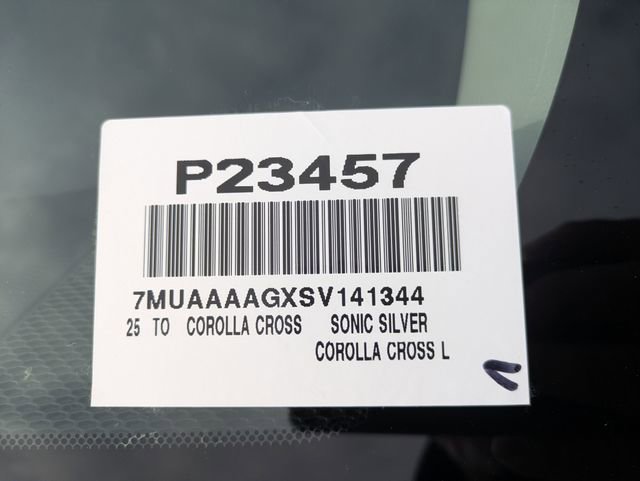 P23457
7MUAAAAGXSV141344
25 TO COROLLA CROSS SONIC SILVER
COROLLA CROSS L